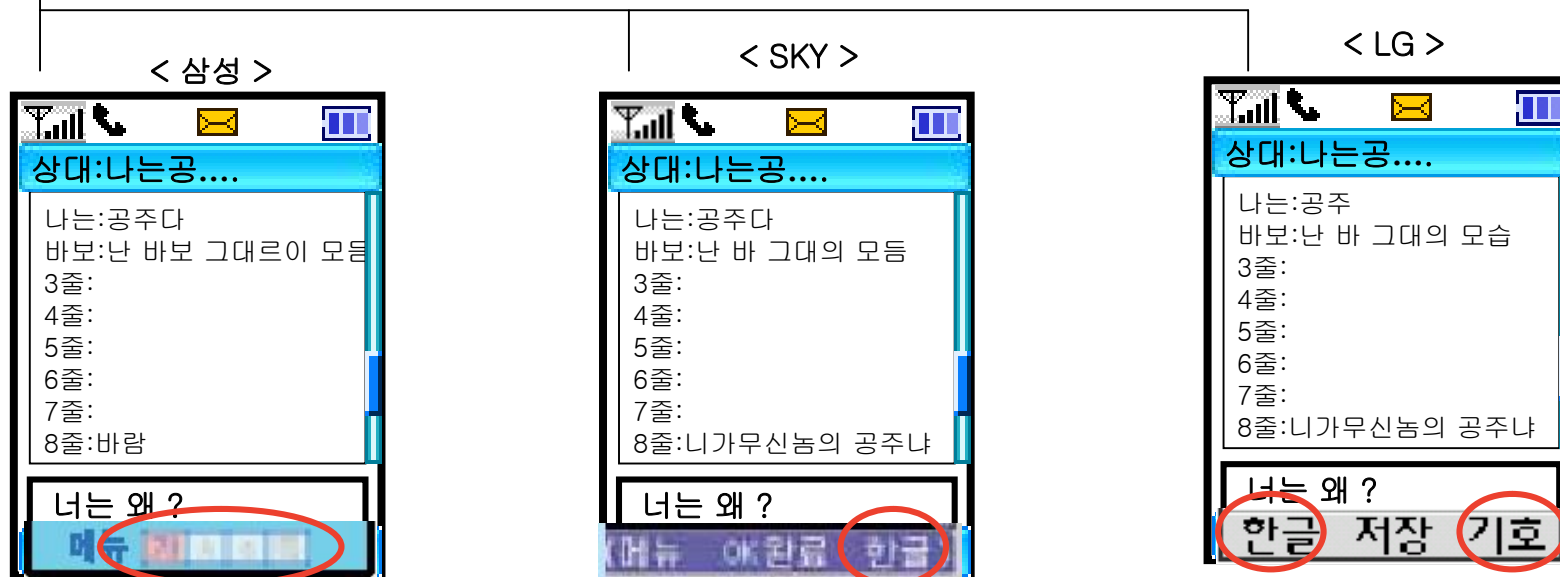 < 삼성 >
상대:나는공....
나는:공주다
바보:난 바보 그대르이 모듬
3줄:
4줄:
5줄:
6줄:
7줄:
8줄:바람
너는 왜 ?
메뉴
< SKY >
상대:나는공....
나는:공주다
바보:난 바 그대의 모듬
3줄:
4줄:
5줄:
6줄:
7줄:
8줄:니가무신놈의 공주냐
너는 왜 ?
메뉴 OK완료 한글
< LG >
상대:나는공....
나는:공주
바보:난 바 그대의 모습
3줄:
4줄:
5줄:
6줄:
7줄:
8줄:니가무신놈의 공주냐
너는 왜 ?
한글 저장 기호